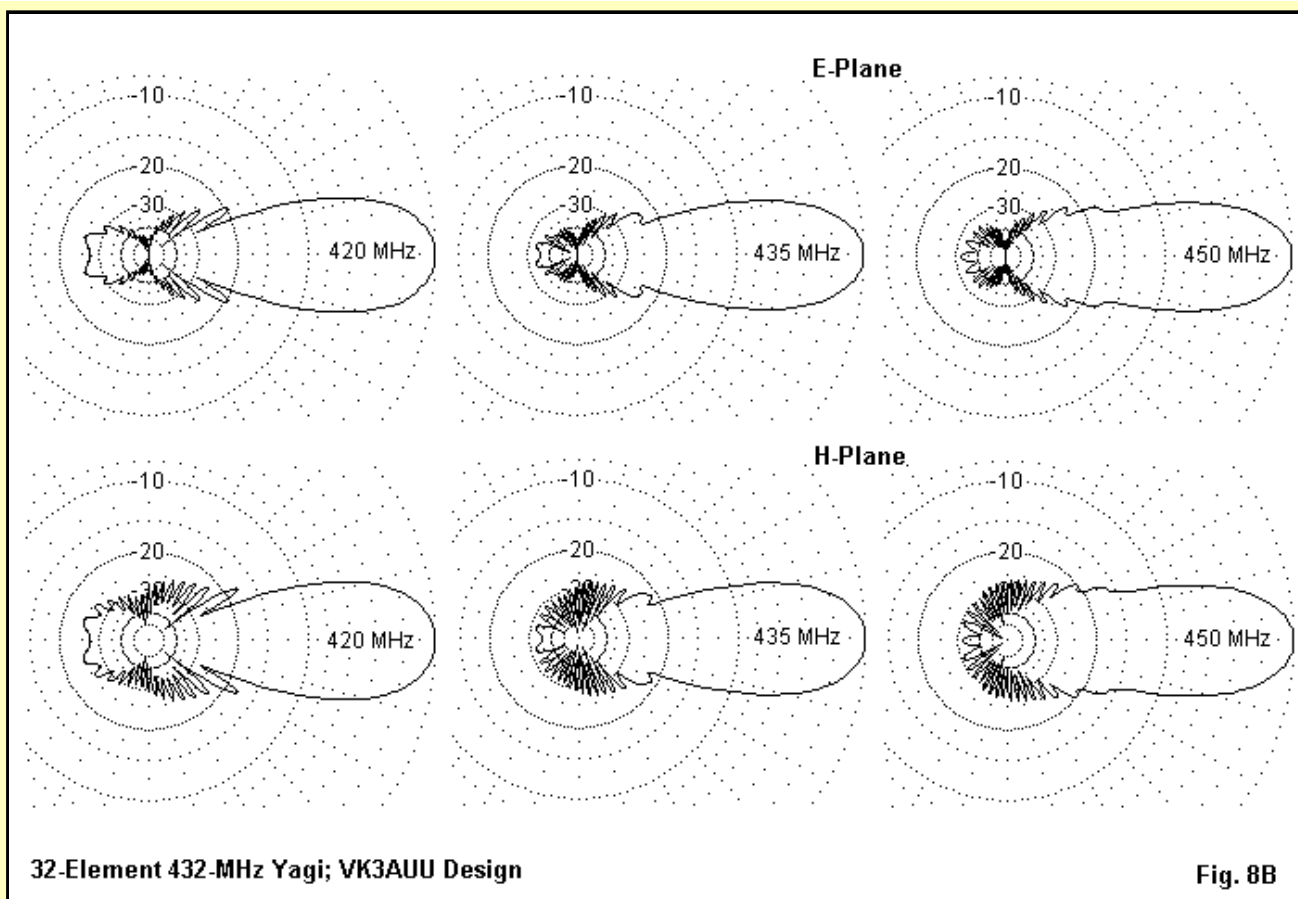 E-Plane
-10 -10 -10
-20 -20 -20
-30 -30 -30
420 MHz 435 MHz 450 MHz
H-Plane
-10 -10 -10
-20 -20 -20
420 MHz 435 MHz 450 MHz
32-Element 432-MHz Yagi; VK3AUU Design
Fig. 8B